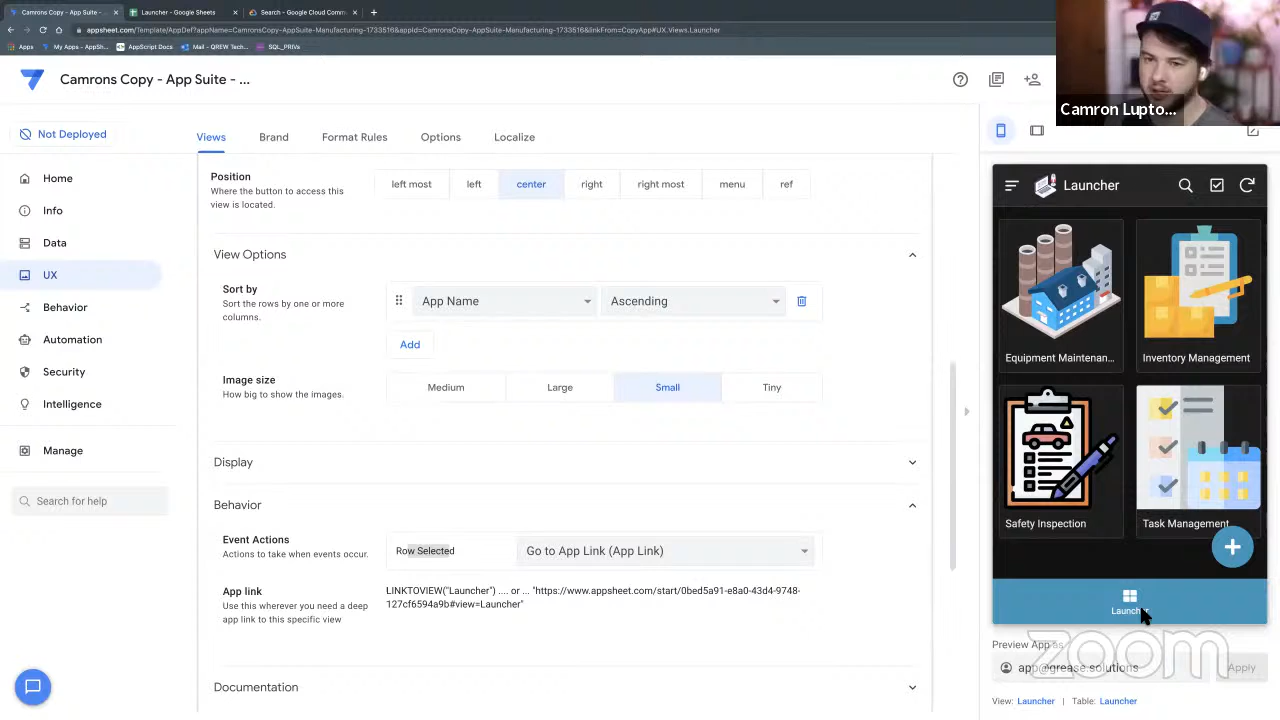 Camrons Copy - App Suite - Man
Launcher - Google Sheets
Search - Google Cloud Comm
appsheet.com/Template/AppDef?appName=CamronsCopy-AppSuite-Manufacturing-1733516&appId=CamronsCopy-AppSuite-Manufacturing-1733516&linkFrom=CopyApp#UX.Views.Launcher
Apps
My Apps - AppSh...
AppScript Docs
Mail - QREW Tech...
SQL_PRIVs
Camrons Copy - App Suite - ...
Camron Lupto...
Not Deployed
Views
Brand
Format Rules
Options
Localize
Home
Info
Data
UX
Behavior
Automation
Security
Intelligence
Manage
Search for help
Position
Where the button to access this
view is located.
left most
left
center
right
right most
menu
ref
View Options
Sort by
Sort the rows by one or more
columns.
App Name
Ascending
Add
Image size
How big to show the images.
Medium
Large
Small
Tiny
Display
Behavior
Event Actions
Actions to take when events occur.
Row Selected
Go to App Link (App Link)
App link
Use this wherever you need a deep
app link to this specific view
LINKTOVIEW("Launcher") .... or ... "https://www.appsheet.com/start/0bed5a91-e8a0-43d4-9748-
127cf6594a9b#view=Launcher"
Documentation
Launcher
Equipment Maintenan...
Inventory Management
Safety Inspection
Task Management
Launcher
Preview App as
app@grease.solutions
Apply
zoom
View: Launcher | Table: Launcher